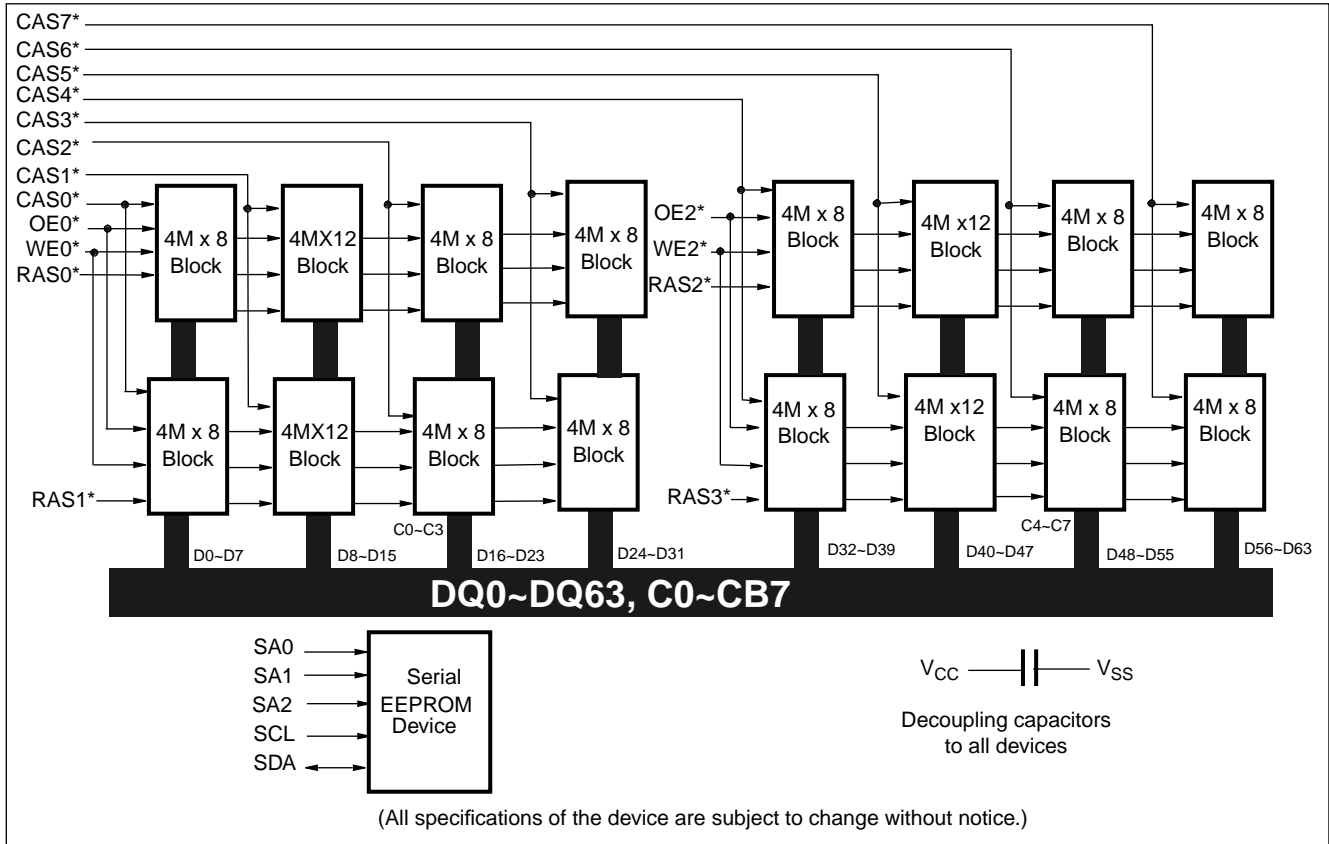 CAS7*
CAS6*
CAS5*
CAS4*
CAS3*
CAS2*
CAS1*
CAS0*
OE0*
WE0*
RAS0*
4M x 8
Block
4MX12
Block
4M x 8
Block
4M x 8
Block
OE2*
WE2*
RAS2*
4M x 8
Block
4M x12
Block
4M x 8
Block
4M x 8
Block
RAS1*
4M x 8
Block
4MX12
Block
4M x 8
Block
4M x 8
Block
RAS3*
4M x 8
Block
4M x12
Block
4M x 8
Block
4M x 8
Block
C0~C3
C4~C7
D0~D7
D8~D15
D16~D23
D24~D31
D32~D39
D40~D47
D48~D55
D56~D63
DQ0~DQ63, C0~CB7
SA0
SA1
SA2
SCL
SDA
Serial
EEPROM
Device
VCC
VSS
Decoupling capacitors
to all devices
(All specifications of the device are subject to change without notice.)